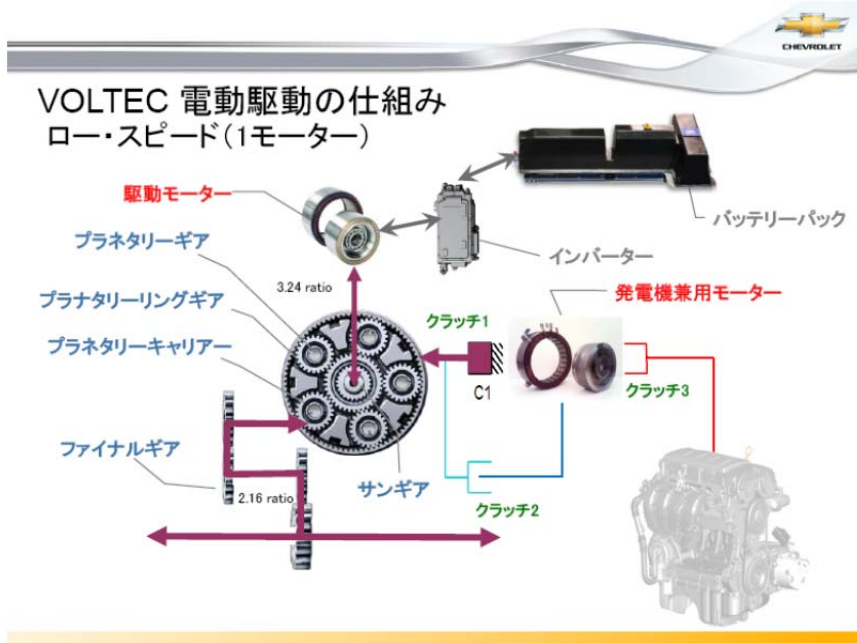 CHEVROLET
VOLTEC 電動駆動の仕組み
ロー・スピード(1モーター)
駆動モーター
バッテリーパック
プラネタリーギア
インバーター
3.24 ratio
発電機兼用モーター
プラナタリーリングギア
クラッチ1
プラネタリーキャリアー
C1
クラッチ3
ファイナルギア
サンギア
2.16 ratio
クラッチ2